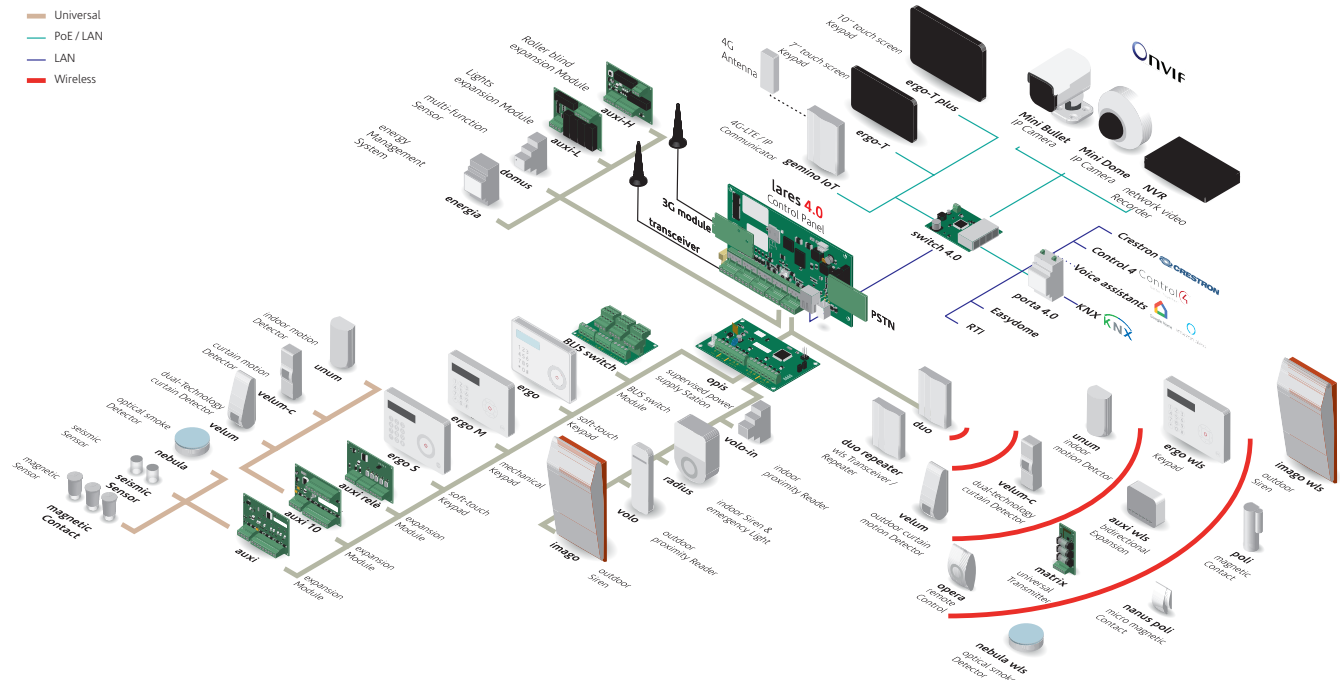 Universal
PoE / LAN
LAN
Wireless
Roller blind
expansion Module
auxi-H
Lights
expansion Module
auxi-L
multi-function
Sensor
domus
energy
Management
System
energia
4G
Antenna
7" touch screen
Keypad
ergo-T
10" touch screen
Keypad
ergo-T plus
4G-LTE / IP
Communicator
gemino IoT
ONVIF
Mini Bullet
IP Camera
Mini Dome
IP Camera
NVR
network video
Recorder
lares 4.0
Control Panel
3G module
transceiver
PSTN
switch 4.0
porta 4.0
Crestron
CRESTRON
Control 4
Control4
Voice assistants
KNX
KNX
Easydome
RTI
indoor motion
Detector
unum
curtain motion
Detector
velum-c
dual-Technology
curtain Detector
velum
optical smoke
Detector
nebula
seismic
Sensor
seismic
Sensor
magnetic
Sensor
magnetic
Contact
BUS switch
BUS switch
Module
opis
supervised power
supply Station
ergo
soft-touch
Keypad
ergo M
mechanical
Keypad
ergo S
soft-touch
Keypad
auxi relè
expansion
Module
auxi 10
expansion
Module
auxi
expansion
Module
volo-in
indoor
proximity Reader
radius
indoor Siren &
emergency Light
volo
outdoor
proximity Reader
imago
outdoor
Siren
duo
duo repeater
wls Transceiver /
Repeater
velum
outdoor curtain
motion Detector
velum-c
dual-technology
curtain Detector
unum
indoor
motion Detctor
ergo wls
Keypad
imago wls
outdoor
Siren
opera
remote
Control
matrix
universal
Transmitter
auxi wls
bidirectional
Expansion
poli
magnetic
Contact
nanus poli
micro magnetic
Contact
nebula wls
optical smoke
Detector